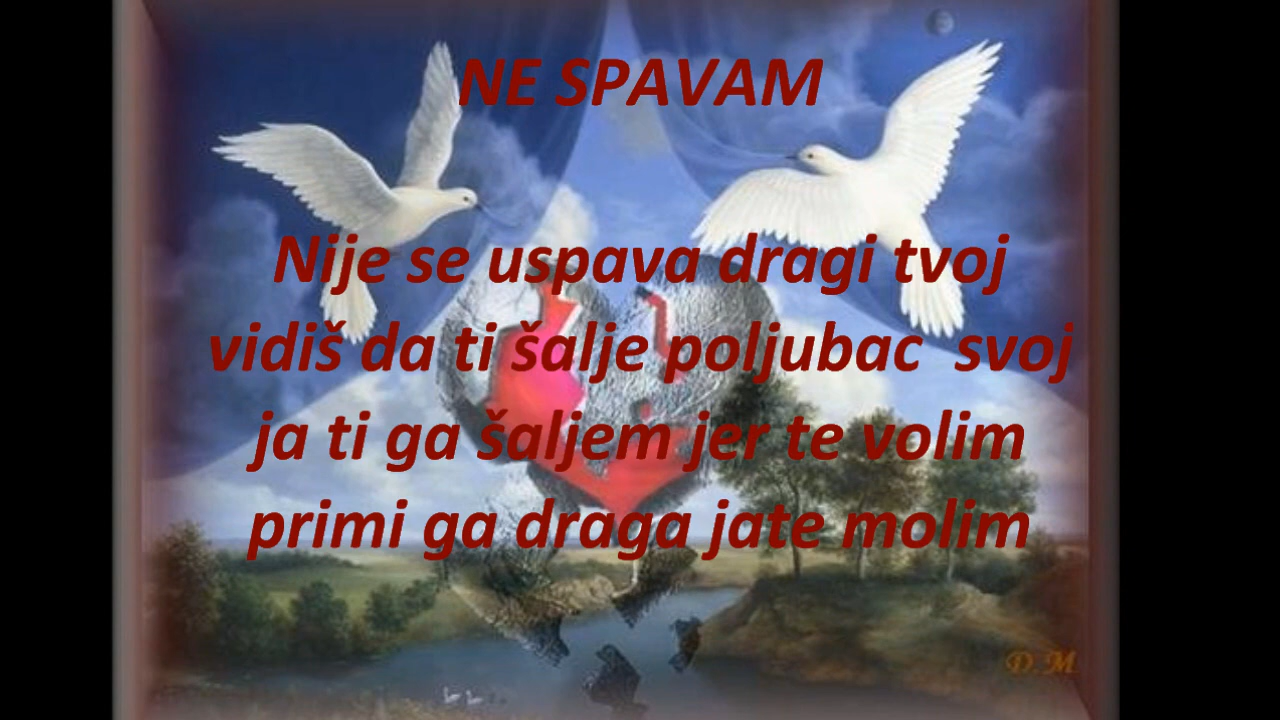 NE SPAVAM
Nije se uspava dragi tvoj
vidiš da ti šalje poljubac  svoj
ja ti ga šaljem jer te volim
primi ga draga jate molim
D.M